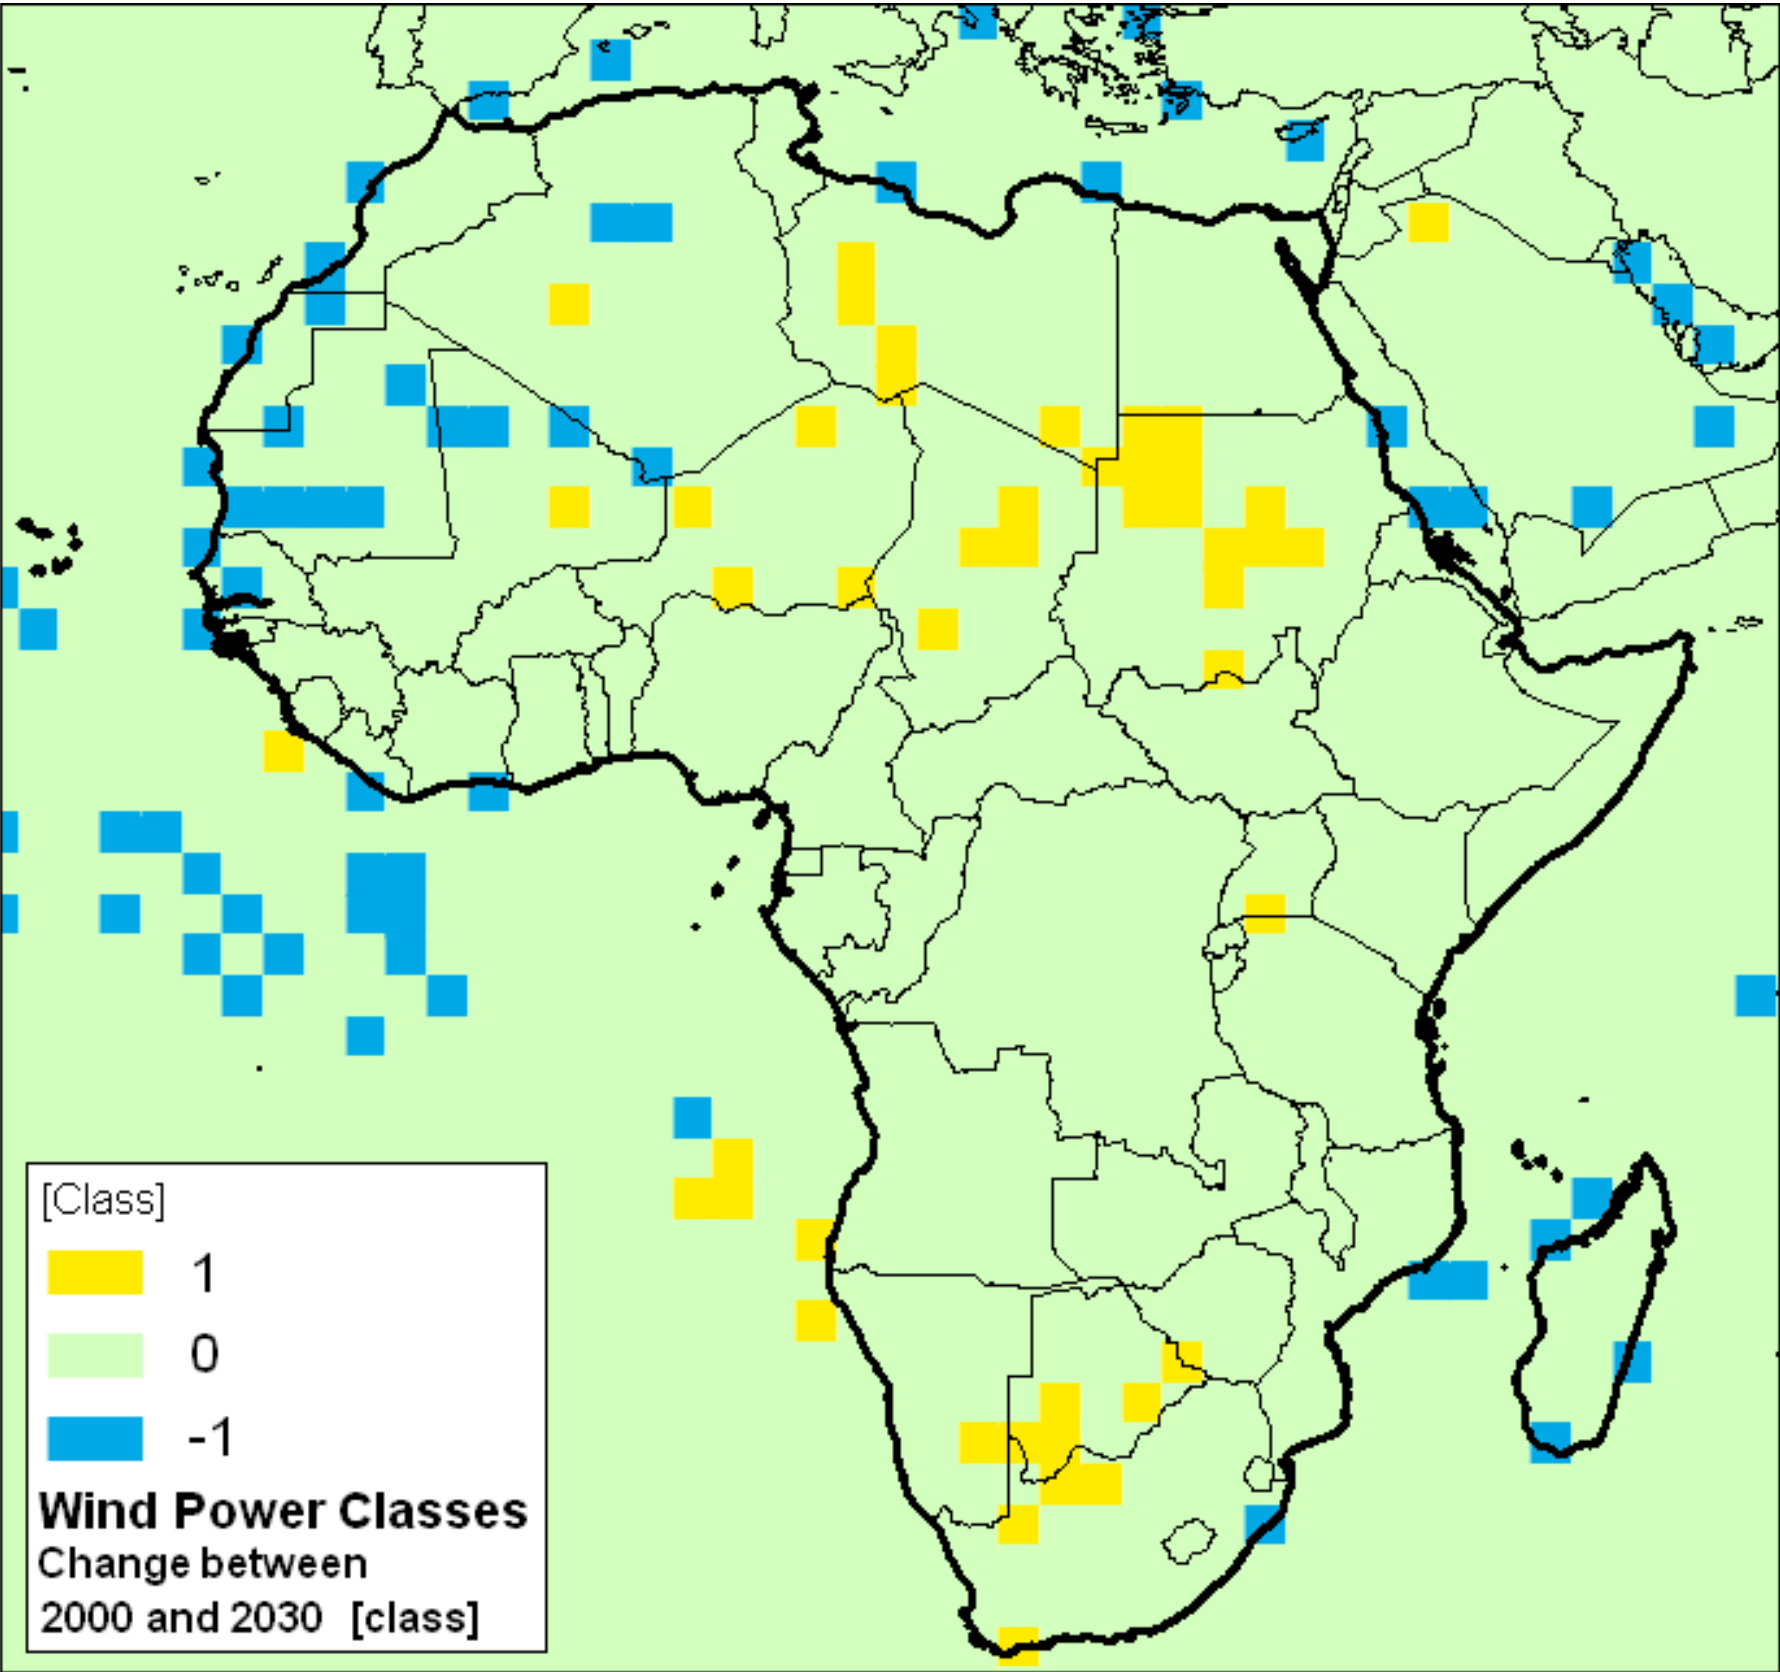 [Class]
1
0
-1
Wind Power Classes
Change between
2000 and 2030 [class]